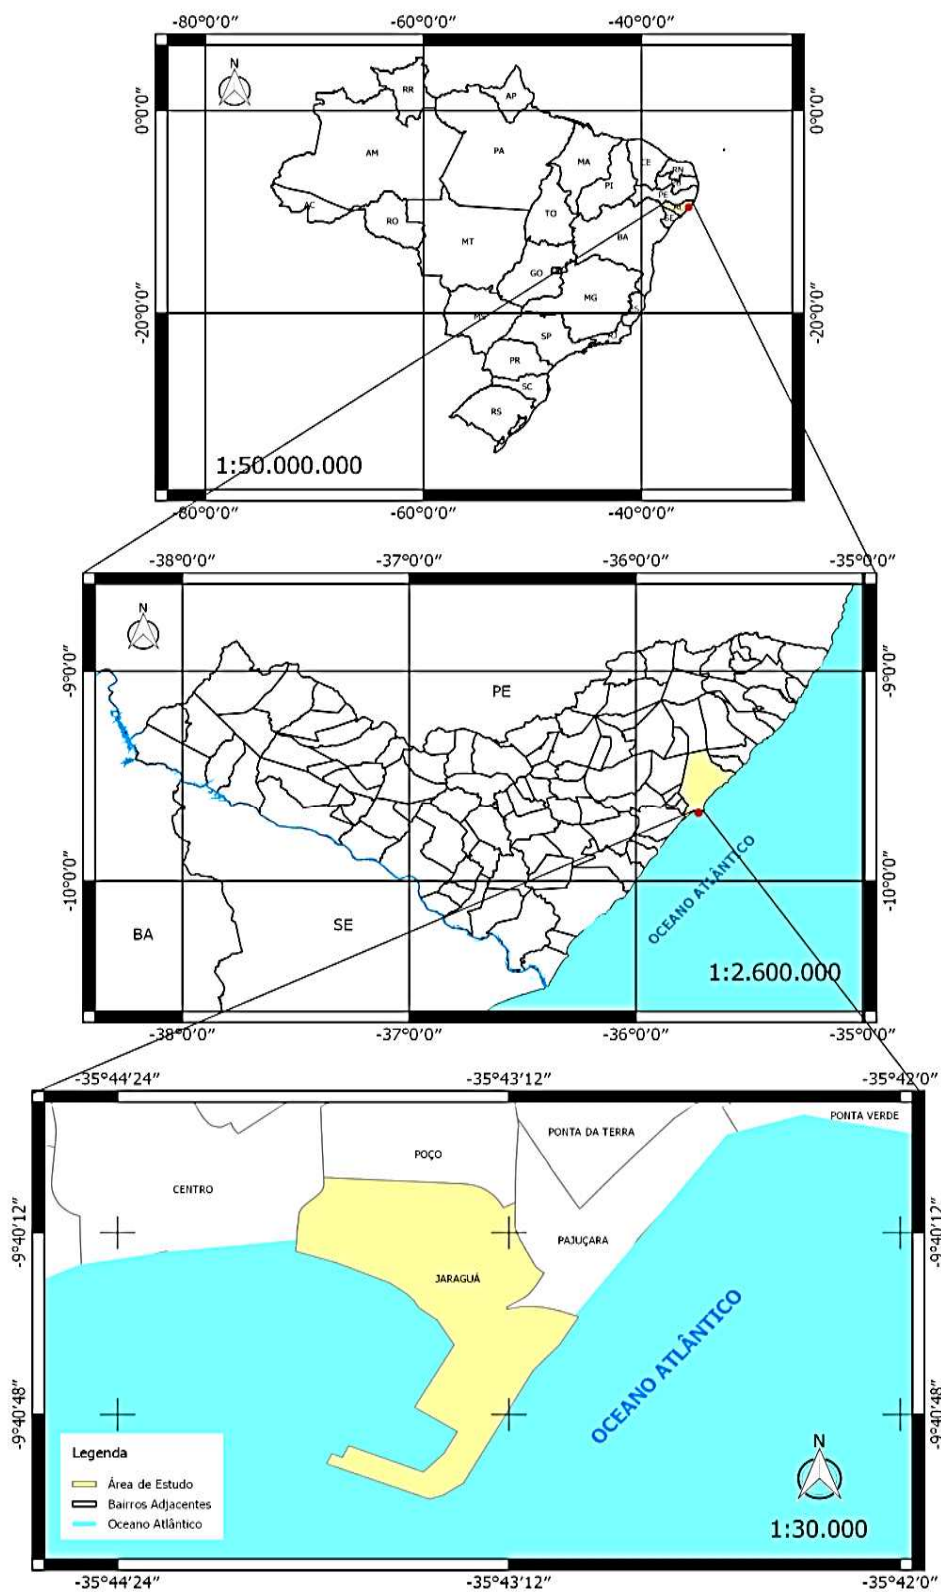 -80°0'0" -60°0'0" -40°0'0"
N
0°0'0" 0°0'0"
RR
AP
AM
PA
MA
CE
RN
PI
PE
AC
RO
TO
SE
BA
MT
GO
MG
MS
SP
RJ
PR
SC
RS
-20°0'0" -20°0'0"
1:50.000.000
-80°0'0" -60°0'0" -40°0'0"
-38°0'0" -37°0'0" -36°0'0" -35°0'0"
N
-9°0'0" -9°0'0"
PE
-10°0'0" -10°0'0"
OCEANO ATLÂNTICO
BA
SE
1:2.600.000
-38°0'0" -37°0'0" -36°0'0" -35°0'0"
-35°44'24" -35°43'12" -35°42'0"
PONTA VERDE
PONTA DA TERRA
POÇO
CENTRO
-9°40'12" -9°40'12"
PAJUÇARA
JARAGUÁ
OCEANO ATLÂNTICO
-9°40'48" -9°40'48"
Legenda
Área de Estudo
Bairros Adjacentes
Oceano Atlântico
N
1:30.000
-35°44'24" -35°43'12" -35°42'0"